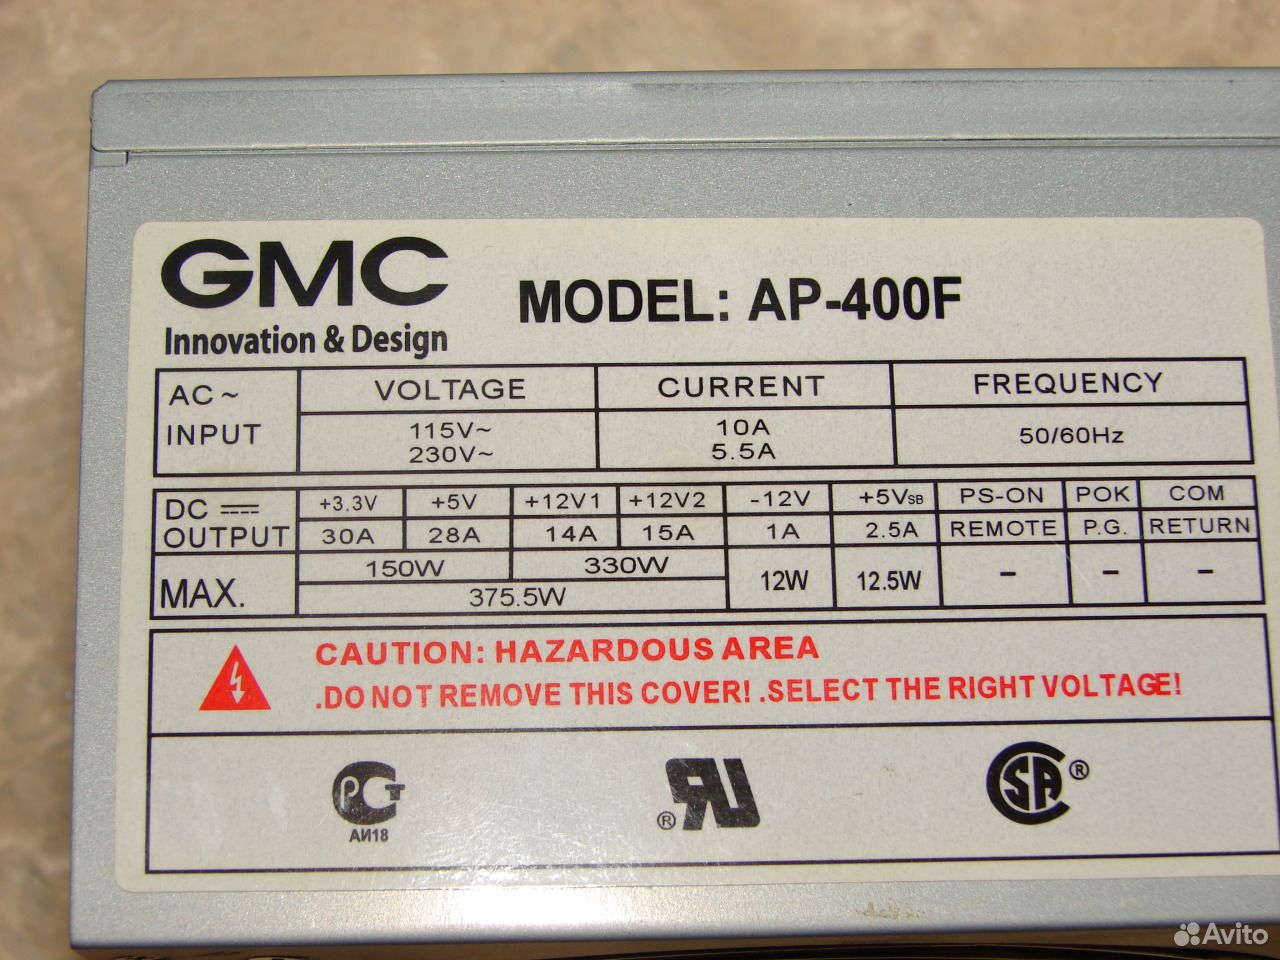 GMC
Innovation & Design
MODEL: AP-400F
AC ~ INPUT
VOLTAGE CURRENT FREQUENCY
115V~ 10A 50/60Hz
230V~ 5.5A
DC OUTPUT
+3.3V +5V +12V1 +12V2 -12V +5VSB PS-ON POK COM
30A 28A 14A 15A 1A 2.5A REMOTE P.G. RETURN
MAX. 150W 330W 12W 12.5W - - -
375.5W
CAUTION: HAZARDOUS AREA
.DO NOT REMOVE THIS COVER! .SELECT THE RIGHT VOLTAGE!
РСТ
АИ18
RU ®
SA ®
Avito